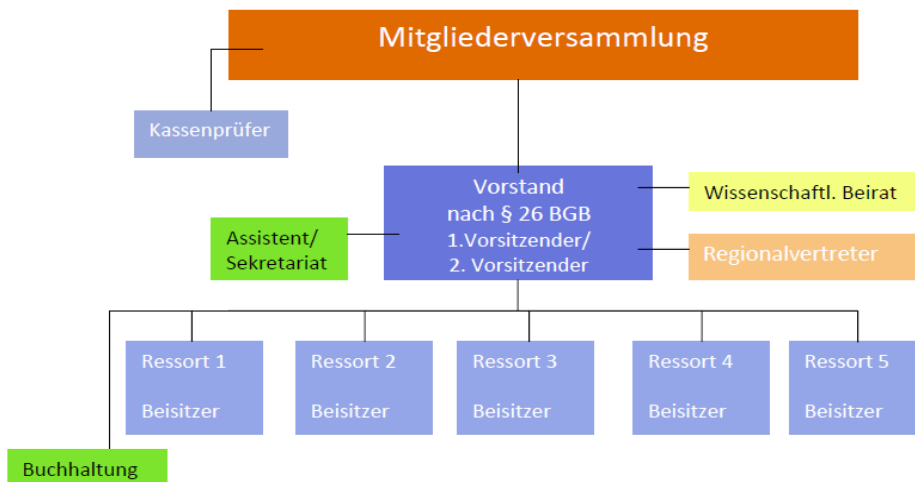 Mitgliederversammlung
Kassenprüfer
Vorstand
nach § 26 BGB
1.Vorsitzender/
2. Vorsitzender
Wissenschaftl. Beirat
Assistent/
Sekretariat
Regionalvertreter
Ressort 1
Beisitzer
Ressort 2
Beisitzer
Ressort 3
Beisitzer
Ressort 4
Beisitzer
Ressort 5
Beisitzer
Buchhaltung